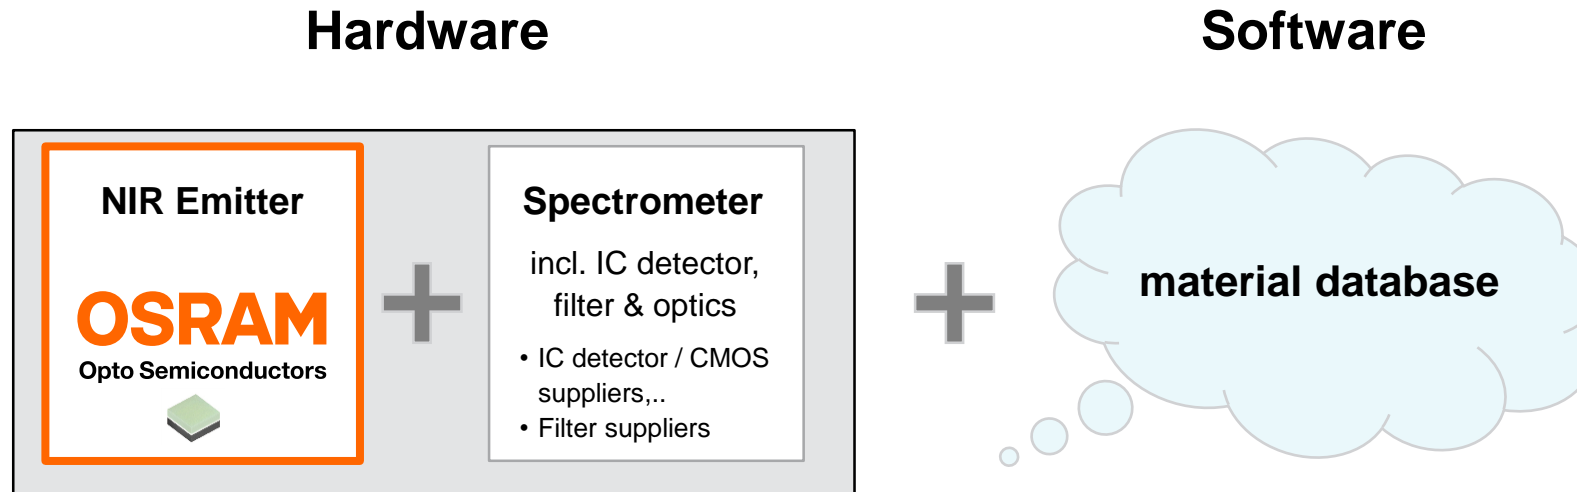 Hardware
Software
NIR Emitter
OSRAM
Opto Semiconductors
Spectrometer
incl. IC detector,
filter & optics
• IC detector / CMOS
suppliers,..
• Filter suppliers
material database